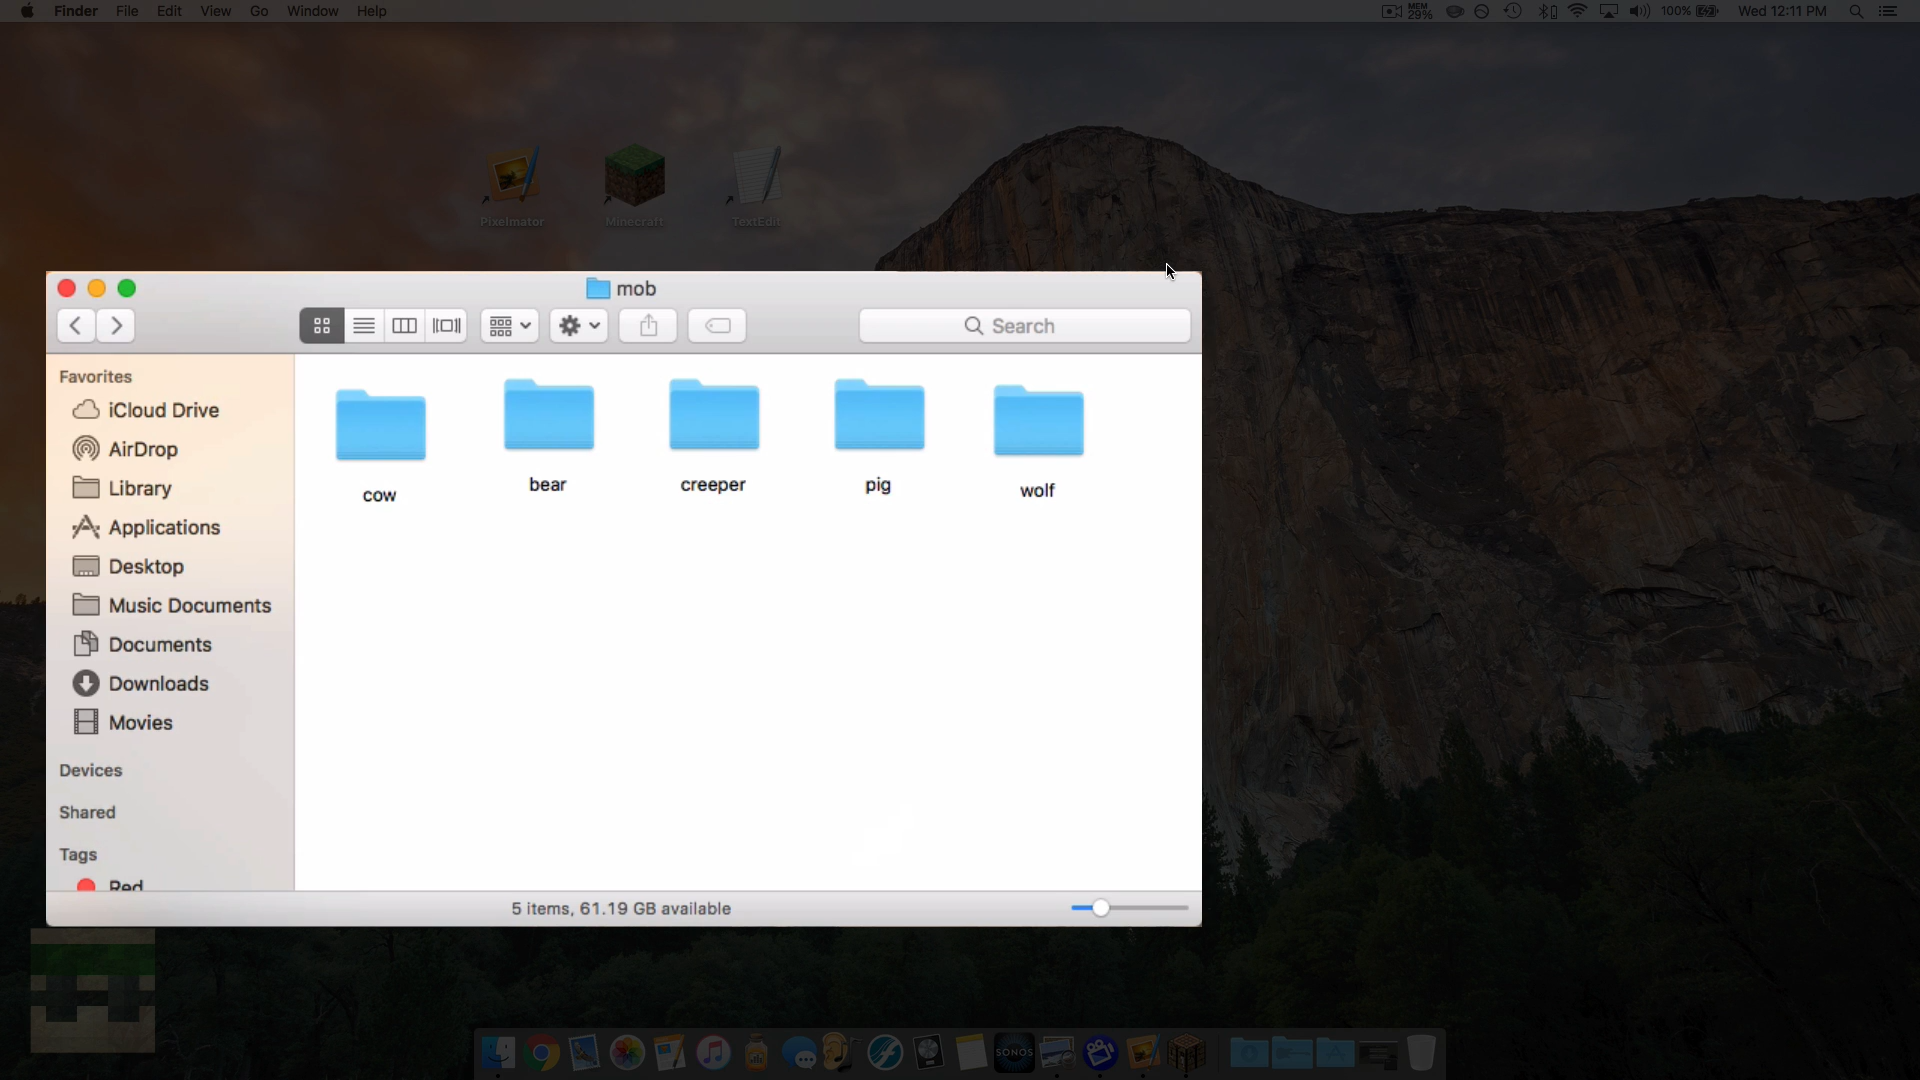 Finder File Edit View Go Window Help
MEM 29% 100% Wed 12:11 PM
Pixelmator Minecraft TextEdit
mob
Search
Favorites
iCloud Drive
AirDrop
Library
Applications
Desktop
Music Documents
Documents
Downloads
Movies
Devices
Shared
Tags
Red
cow bear creeper pig wolf
5 items, 61.19 GB available
SONOS